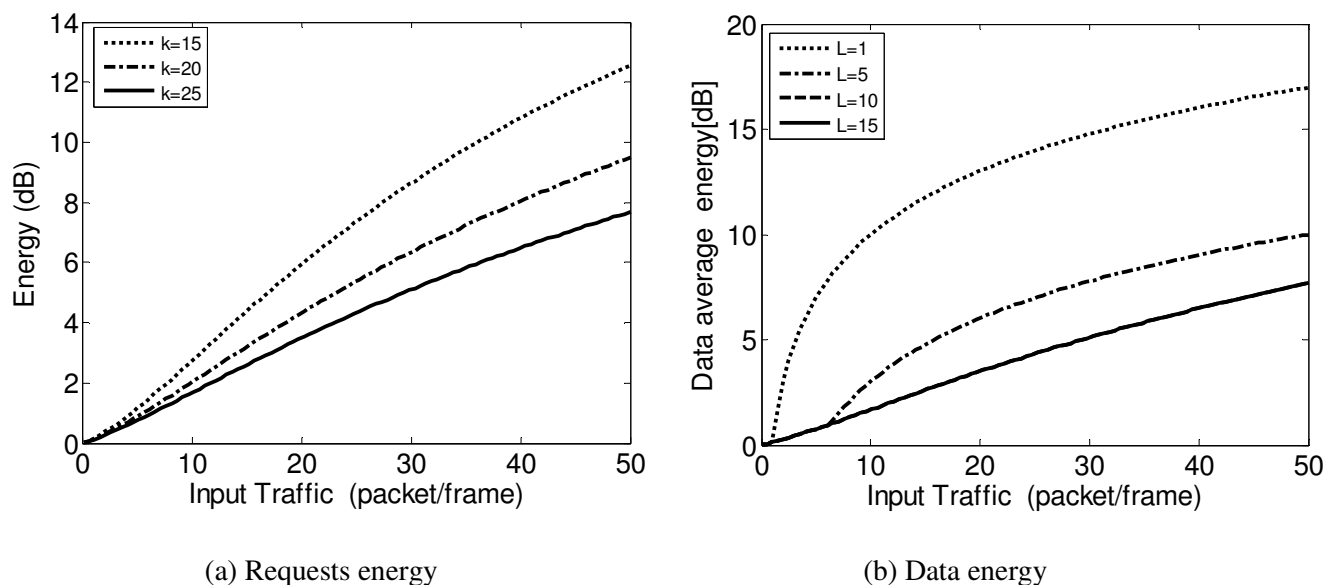 14
12
10
8
6
4
2
0
Energy (dB)
k=15
k=20
k=25
0 10 20 30 40 50
Input Traffic (packet/frame)
(a) Requests energy
20
15
10
5
0
Data average energy[dB]
L=1
L=5
L=10
L=15
0 10 20 30 40 50
Input Traffic (packet/frame)
(b) Data energy